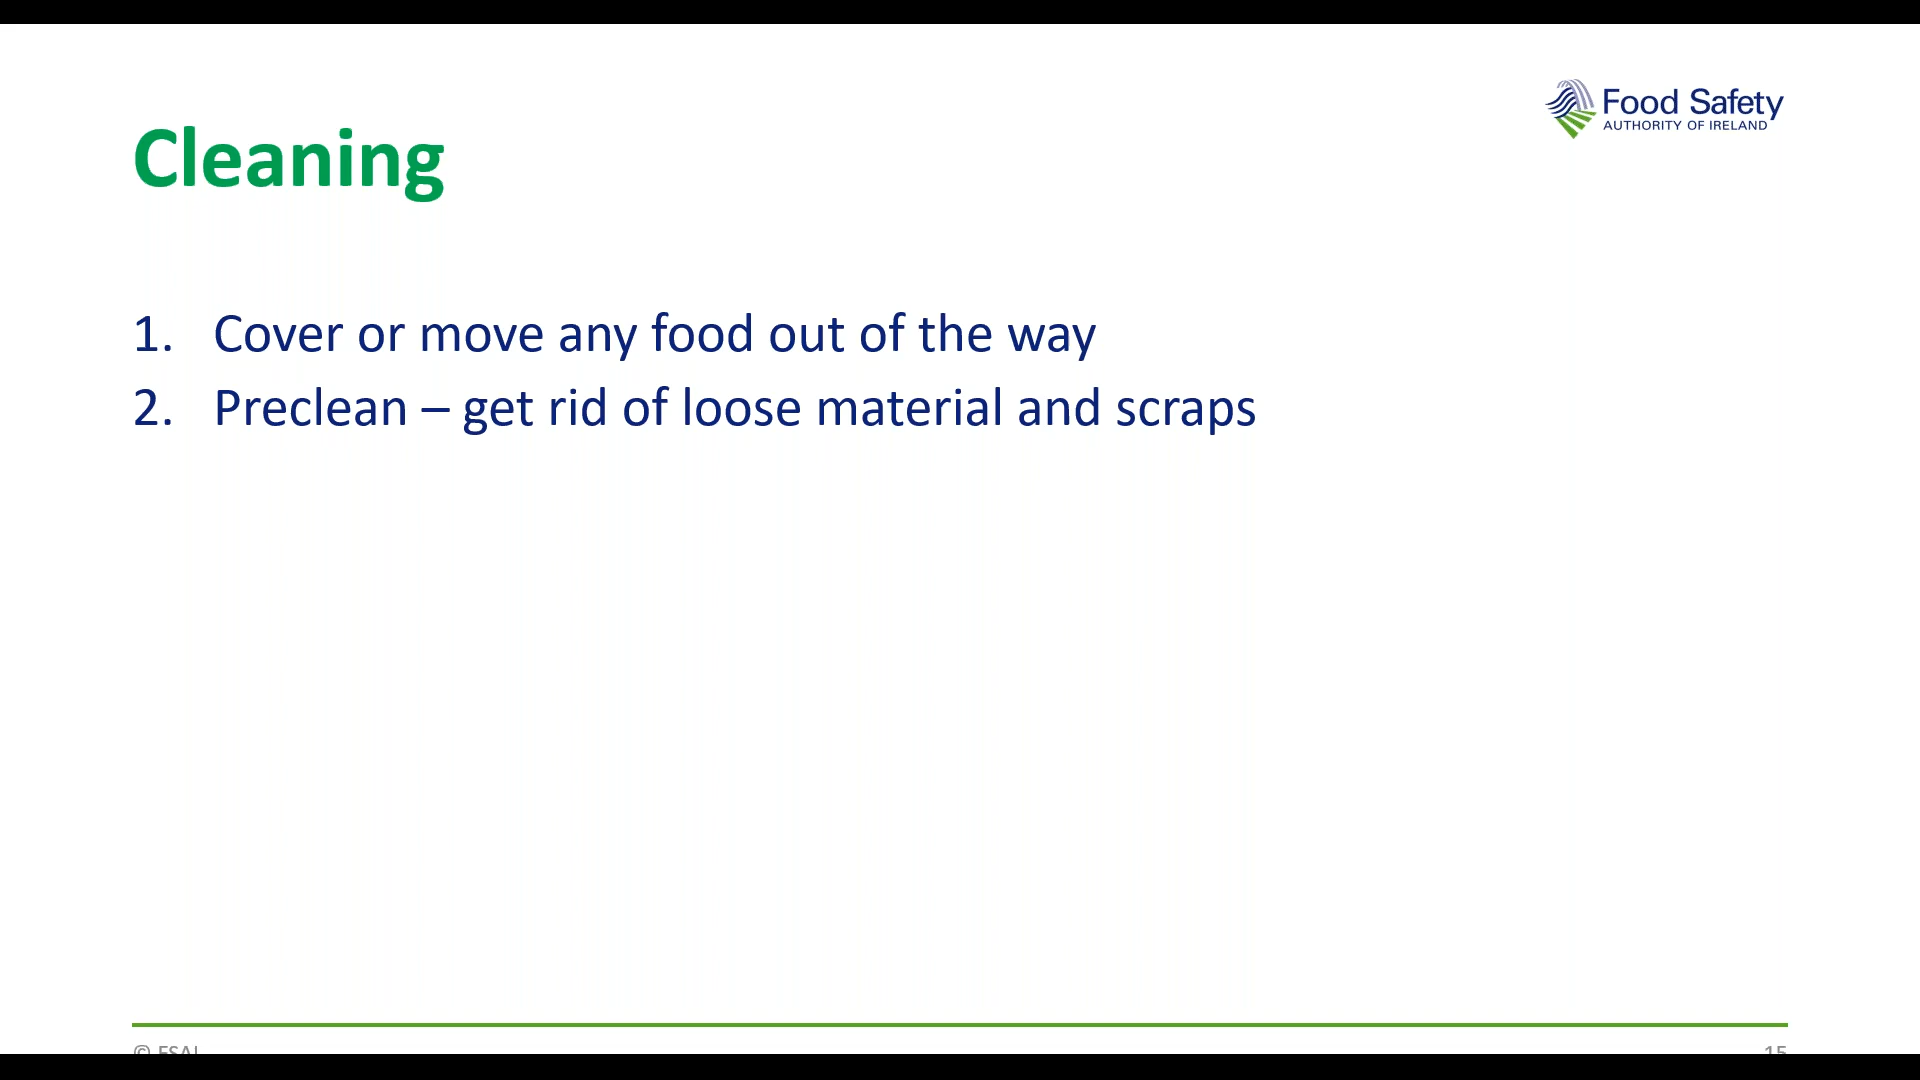 Food Safety
AUTHORITY OF IRELAND
Cleaning
1. Cover or move any food out of the way
2. Preclean – get rid of loose material and scraps
© FSAI
15